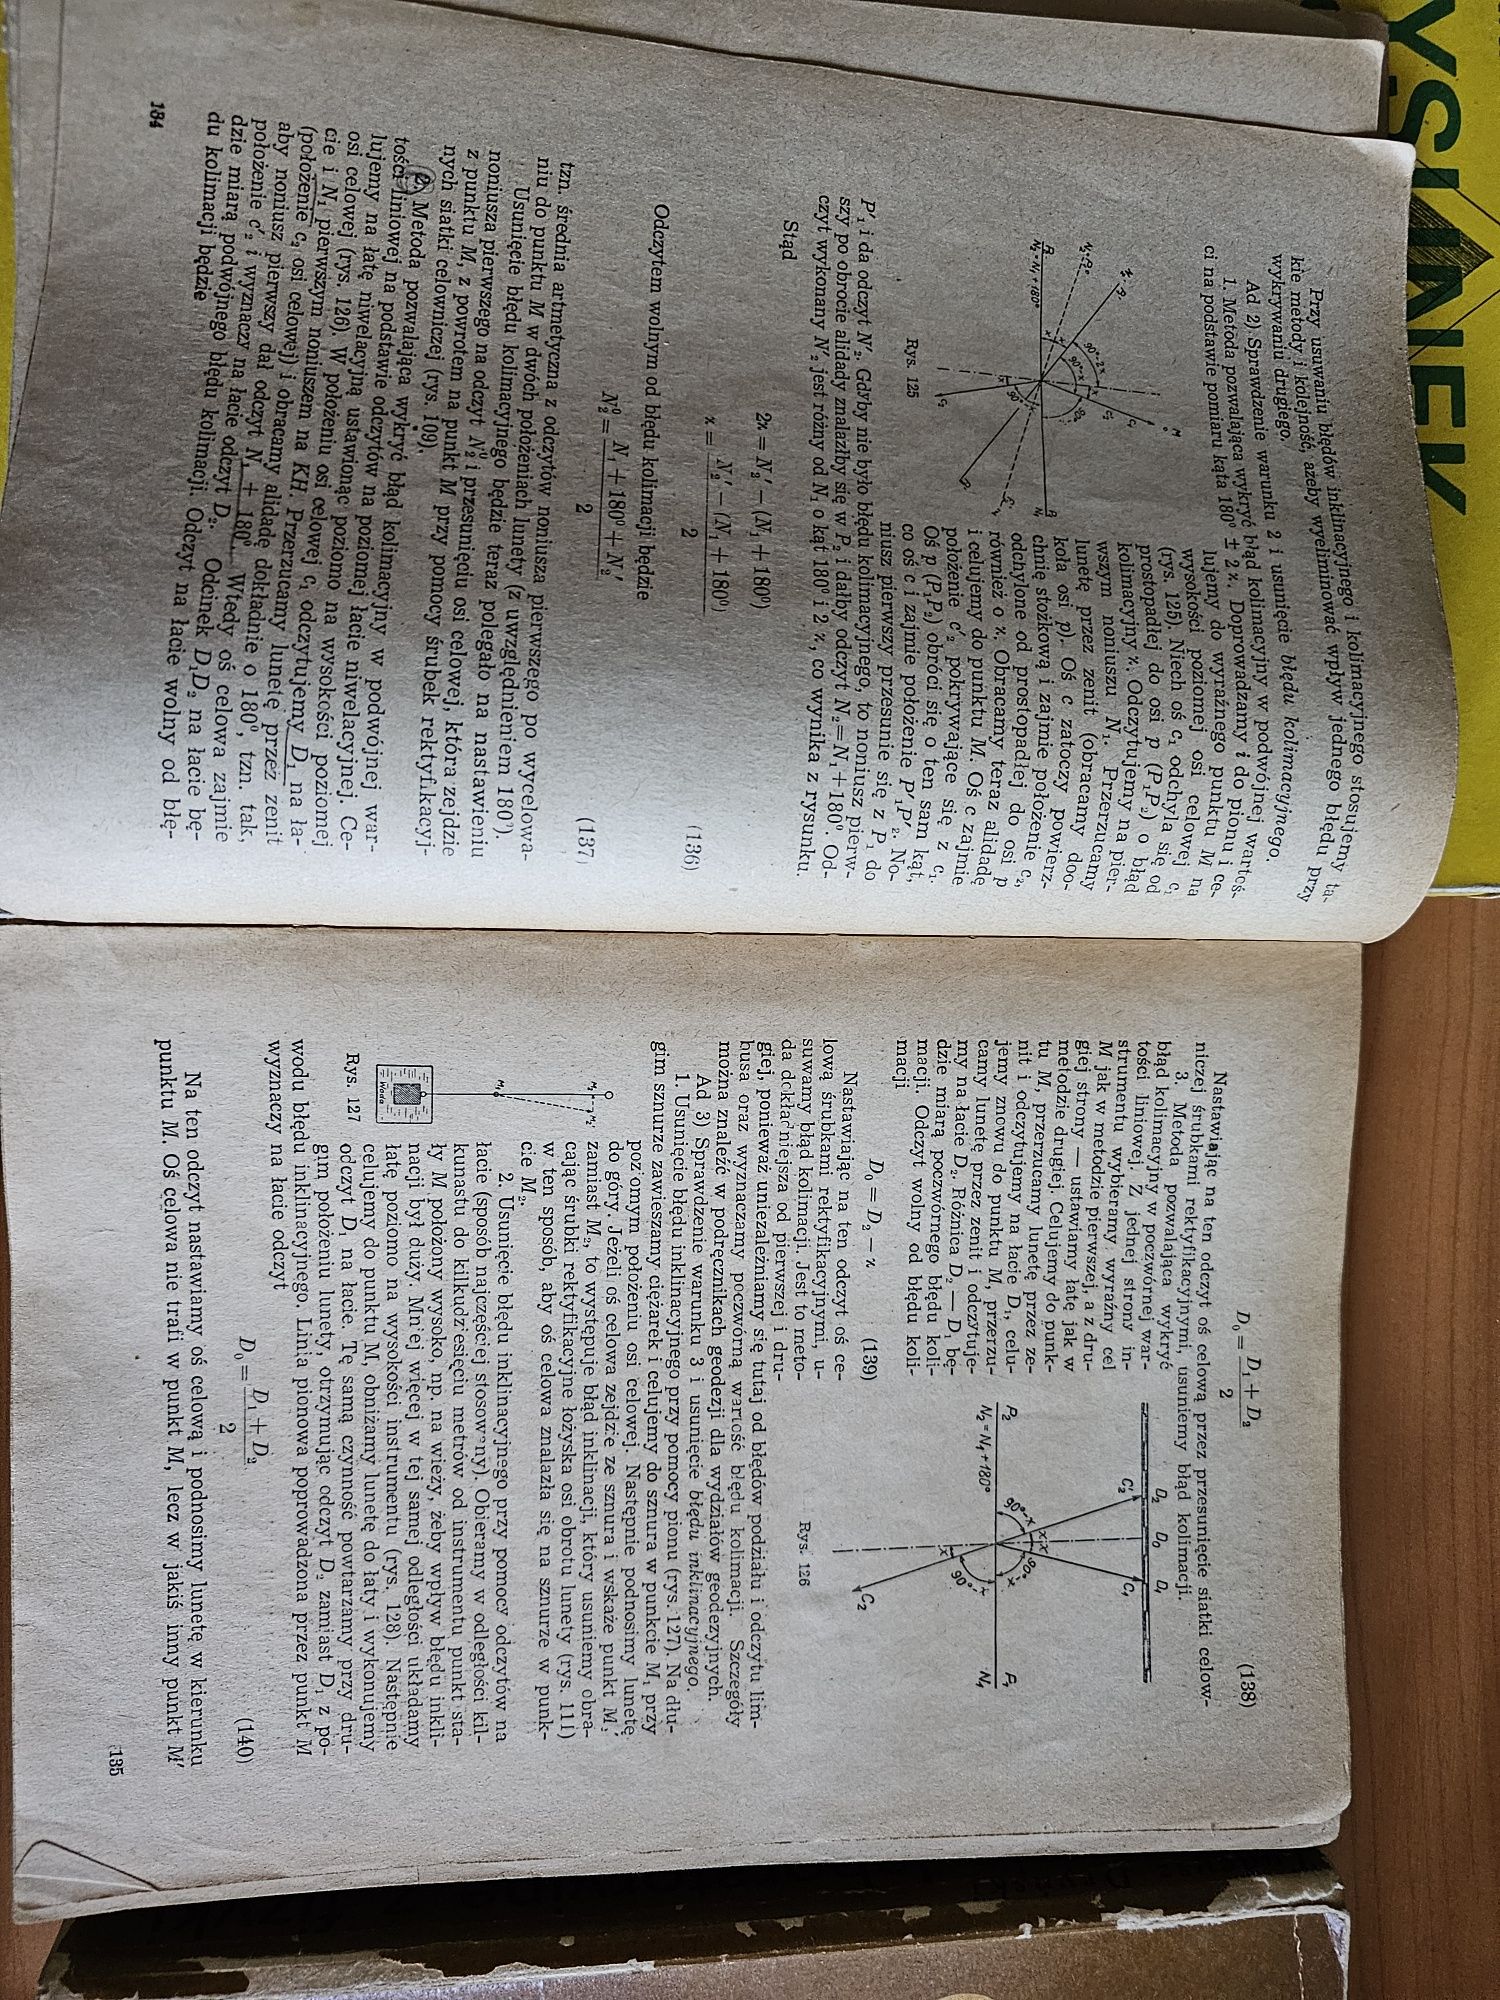 Przy usuwaniu błędów inklinacyjnego i kolimacyjnego stosujemy ta-
kie metody i kolejność, ażeby wyeliminować wpływ jednego błędu przy
wykrywaniu drugiego.
Ad 2) Sprawdzenie warunku 2 i usunięcie błędu kolimacyjnego.
1. Metoda pozwalająca wykryć błąd kolimacyjny w podwójnej wartoś-
ci na podstawie pomiaru kąta 180° ± 2 ϰ. Doprowadzamy i do pionu i ce-
lujemy do wyraźnego punktu M na
wysokości poziomej osi celowej c₁
(rys. 125). Niech oś c₁ odchyla się od
prostopadłej do osi p (P₁P₂) o błąd
kolimacyjny ϰ. Odczytujemy na pier-
wszym noniuszu N₁. Przerzucamy
lunetę przez zenit (obracamy doo-
koła osi p). Oś c zatoczy powierz-
chnię stożkową i zajmie położenie c₂,
odchylone od prostopadłej do osi p
również o ϰ. Obracamy teraz alidadę
i celujemy do punktu M. Oś c zajmie
położenie c'₂ pokrywające się z c₁.
Oś p (P₁P₂) obróci się o ten sam kąt,
co oś c i zajmie położenie P'₁P'₂. No-
niusz pierwszy przesunie się z P₁ do
P'₁ i da odczyt N'₂. Gdyby nie było błędu kolimacyjnego, to noniusz pierw-
szy po obrocie alidady znalazłby się w P₂ i dałby odczyt N₂=N₁+180°. Od-
czyt wykonany N'₂ jest różny od N₁ o kąt 180° i 2 ϰ, co wynika z rysunku.
Rys. 125
Stąd
2ϰ = N₂' — (N₁ + 180°)
ϰ = N₂' — (N₁ + 180°) / 2 (136)
Odczytem wolnym od błędu kolimacji będzie
N₂⁰ = N₁ + 180° + N₂' / 2 (137)
tzn. średnia artmetyczna z odczytów noniusza pierwszego po wycelowa-
niu do punktu M w dwóch położeniach lunety (z uwzględnieniem 180°).
Usunięcie błędu kolimacyjnego będzie teraz polegało na nastawieniu
noniusza pierwszego na odczyt N₂⁰ i przesunięciu osi celowej, która zejdzie
z punktu M, z powrotem na punkt M przy pomocy śrubek rektyfikacyj-
nych siatki celowniczej (rys. 109).
2. Metoda pozwalająca wykryć błąd kolimacyjny w podwójnej war-
tości liniowej na podstawie odczytów na poziomej łacie niwelacyjnej. Ce-
lujemy na łatę niwelacyjną ustawioną poziomo na wysokości poziomej
osi celowej (rys. 126). W położeniu osi celowej c₁ odczytujemy D₁ na ła-
cie i N₁ pierwszym noniuszem na KH. Przerzucamy lunetę przez zenit
(położenie c₂ osi celowej) i obracamy alidadę dokładnie o 180°, tzn. tak,
aby noniusz pierwszy dał odczyt N₁ + 180°. Wtedy oś celowa zajmie
położenie c'₂ i wyznaczy na łacie odczyt D₂. Odcinek D₁D₂ na łacie bę-
dzie miarą podwójnego błędu kolimacji. Odczyt na łacie wolny od błę-
du kolimacji będzie
184
D₀ = D₁ + D₂ / 2 (138)
Nastawiając na ten odczyt oś celową przez przesunięcie siatki celow-
niczej śrubkami rektyfikacyjnymi, usuniemy błąd kolimacji.
3. Metoda pozwalająca wykryć
błąd kolimacyjny w poczwórnej war-
tości liniowej. Z jednej strony in-
strumentu wybieramy wyraźny cel
M jak w metodzie pierwszej, a z dru-
giej strony — ustawiamy łatę jak w
metodzie drugiej. Celujemy do punk-
tu M, przerzucamy lunetę przez ze-
nit i odczytujemy na łacie D₁, celu-
jemy znowu do punktu M, przerzu-
camy lunetę przez zenit i odczytuje-
my na łacie D₂. Różnica D₂ — D₁ bę-
dzie miarą poczwórnego błędu koli-
macji. Odczyt wolny od błędu koli-
macji
D₀ = D₂ — ϰ (139)
D₂ D₀ D₁
C'₂ C₁
P₂ P₁
N₂=N₁+180° N₁
90°-x x x 90°-x
x 90°-x
C₂
Rys. 126
Nastawiając na ten odczyt oś ce-
lową śrubkami rektyfikacyjnymi, u-
suwamy błąd kolimacji. Jest to meto-
da dokładniejsza od pierwszej i dru-
giej, ponieważ uniezależniamy się tutaj od błędów podziału i odczytu lim-
busa oraz wyznaczamy poczwórną wartość błędu kolimacji. Szczegóły
można znaleźć w podręcznikach geodezji dla wydziałów geodezyjnych.
Ad 3) Sprawdzenie warunku 3 i usunięcie błędu inklinacyjnego.
1. Usunięcie błędu inklinacyjnego przy pomocy pionu (rys. 127). Na dłu-
gim sznurze zawieszamy ciężarek i celujemy do sznura w punkcie M₁ przy
poziomym położeniu osi celowej. Następnie podnosimy lunetę
do góry. Jeżeli oś celowa zejdzie ze sznura i wskaże punkt M₂'
zamiast M₂, to występuje błąd inklinacji, który usuniemy obra-
cając śrubki rektyfikacyjne łożyska osi obrotu lunety (rys. 111)
w ten sposób, aby oś celowa znalazła się na sznurze w punk-
cie M₂.
M₂ M₂'
M₁
Woda
Rys. 127
2. Usunięcie błędu inklinacyjnego przy pomocy odczytów na
łacie (sposób najczęściej stosowany). Obieramy w odległości kil-
kunastu do kilkudziesięciu metrów od instrumentu punkt sta-
ły M położony wysoko, np. na wieży, żeby wpływ błędu inkli-
nacji był duży. Mniej więcej w tej samej odległości układamy
łatę poziomo na wysokości instrumentu (rys. 128). Następnie
celujemy do punktu M, obniżamy lunetę do łaty i wykonujemy
odczyt D₁ na łacie. Tę samą czynność powtarzamy przy dru-
gim położeniu lunety, otrzymując odczyt D₂ zamiast D₁ z po-
wodu błędu inklinacyjnego. Linia pionowa poprowadzona przez punkt M
wyznaczy na łacie odczyt
D₀ = D₁ + D₂ / 2 (140)
Na ten odczyt nastawiamy oś celową i podnosimy lunetę w kierunku
punktu M. Oś celowa nie trafi w punkt M, lecz w jakiś inny punkt M'
135